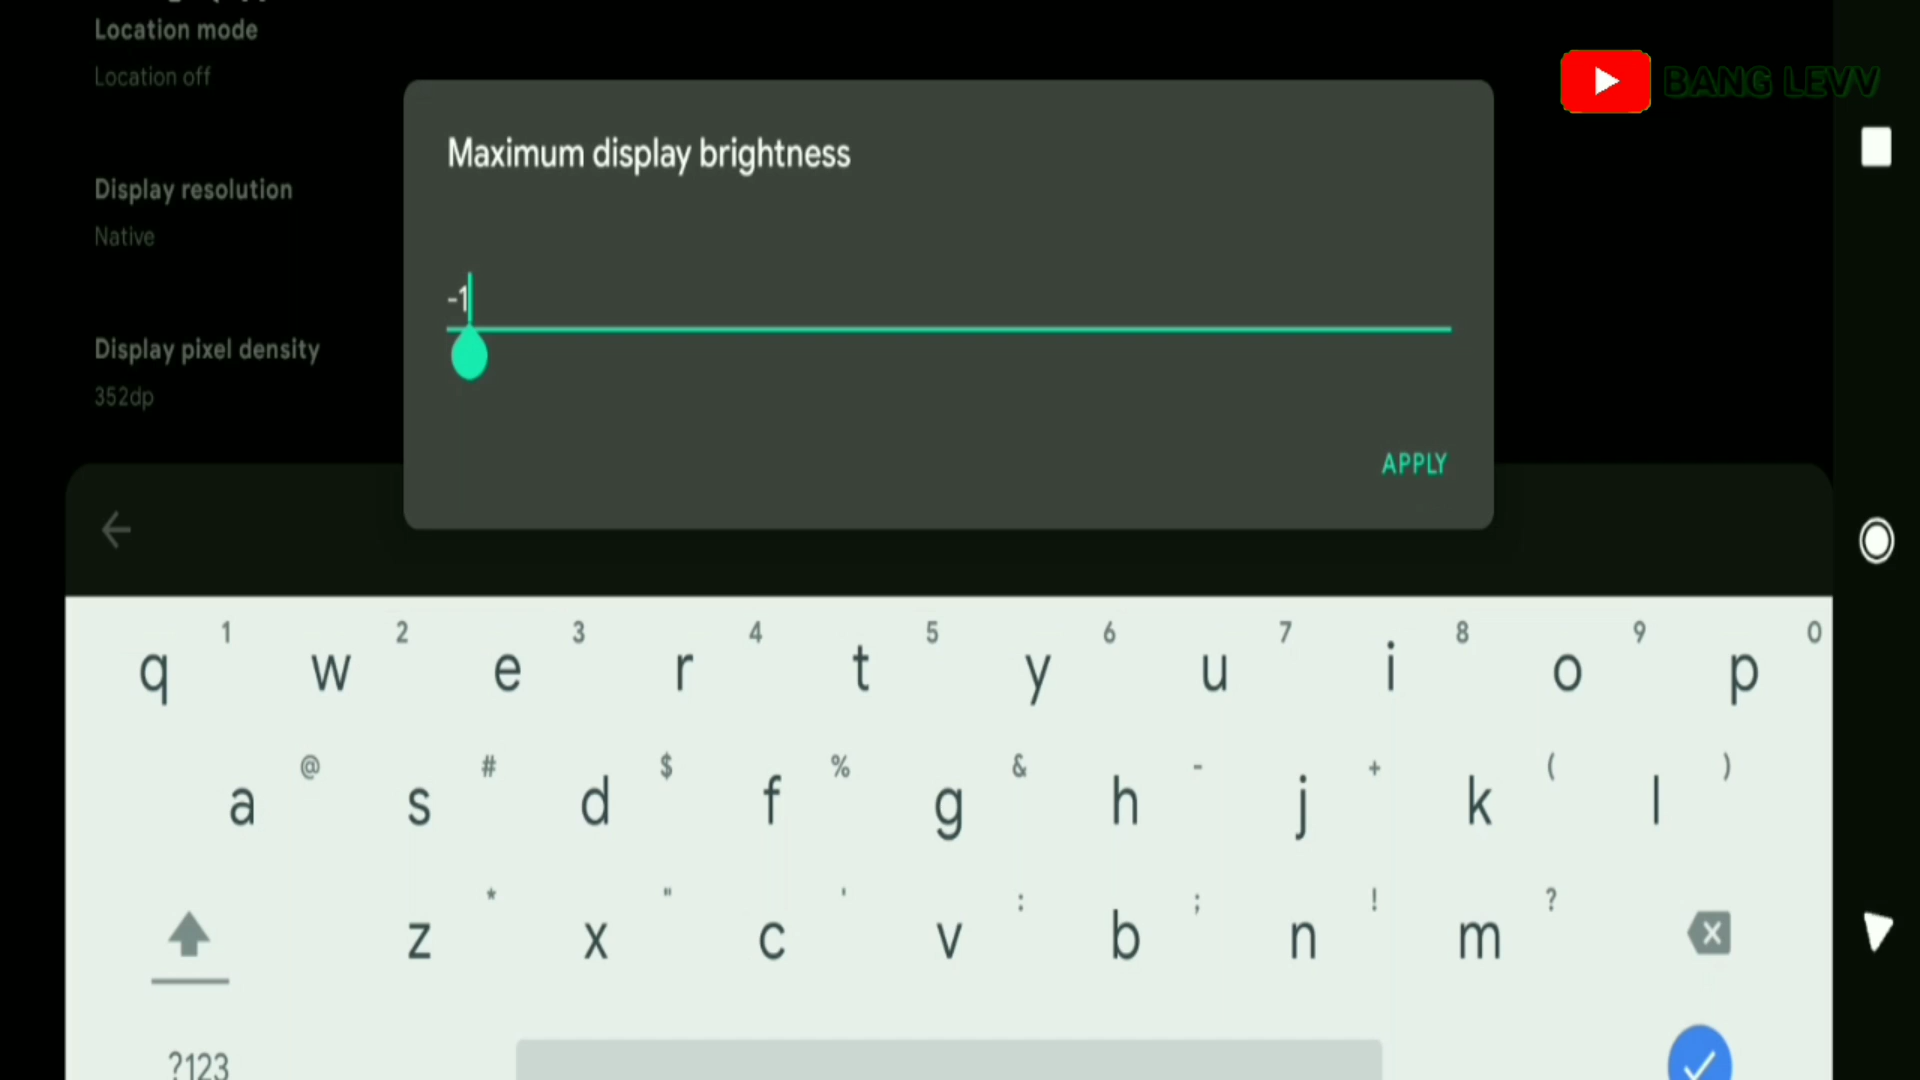 Location mode
Location off
BANG LEVV
Maximum display brightness
Display resolution
Native
-1
Display pixel density
352dp
APPLY
1 2 3 4 5 6 7 8 9 0
q w e r t y u i o p
@ # $ % & - + ( )
a s d f g h j k l
* " ' : ; ! ?
z x c v b n m
?123